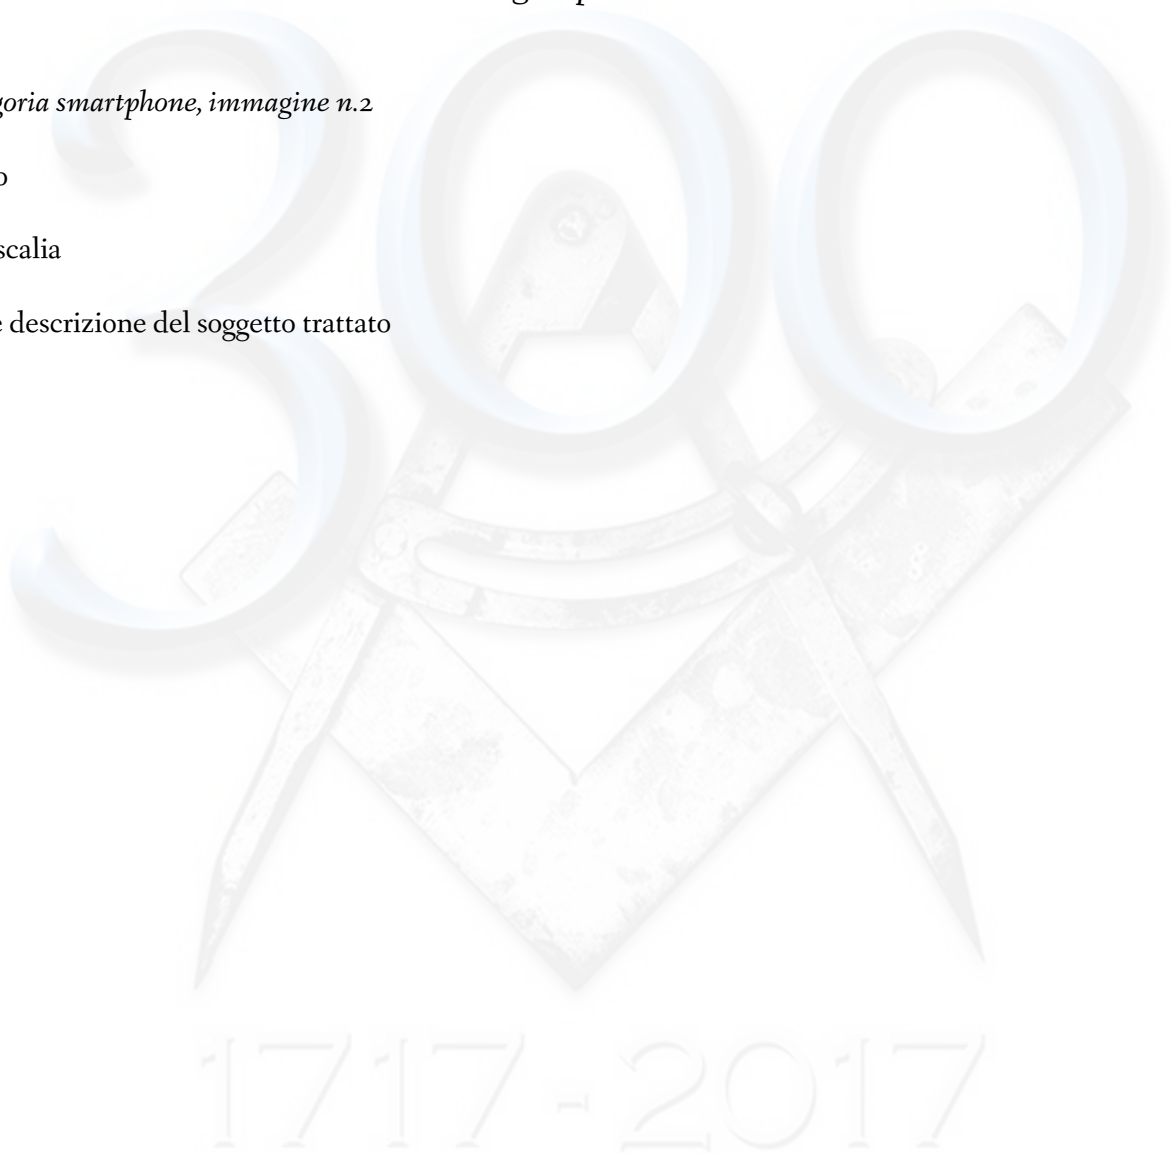 300
goria smartphone, immagine n.2
o
scalia
e descrizione del soggetto trattato
1717 - 2017